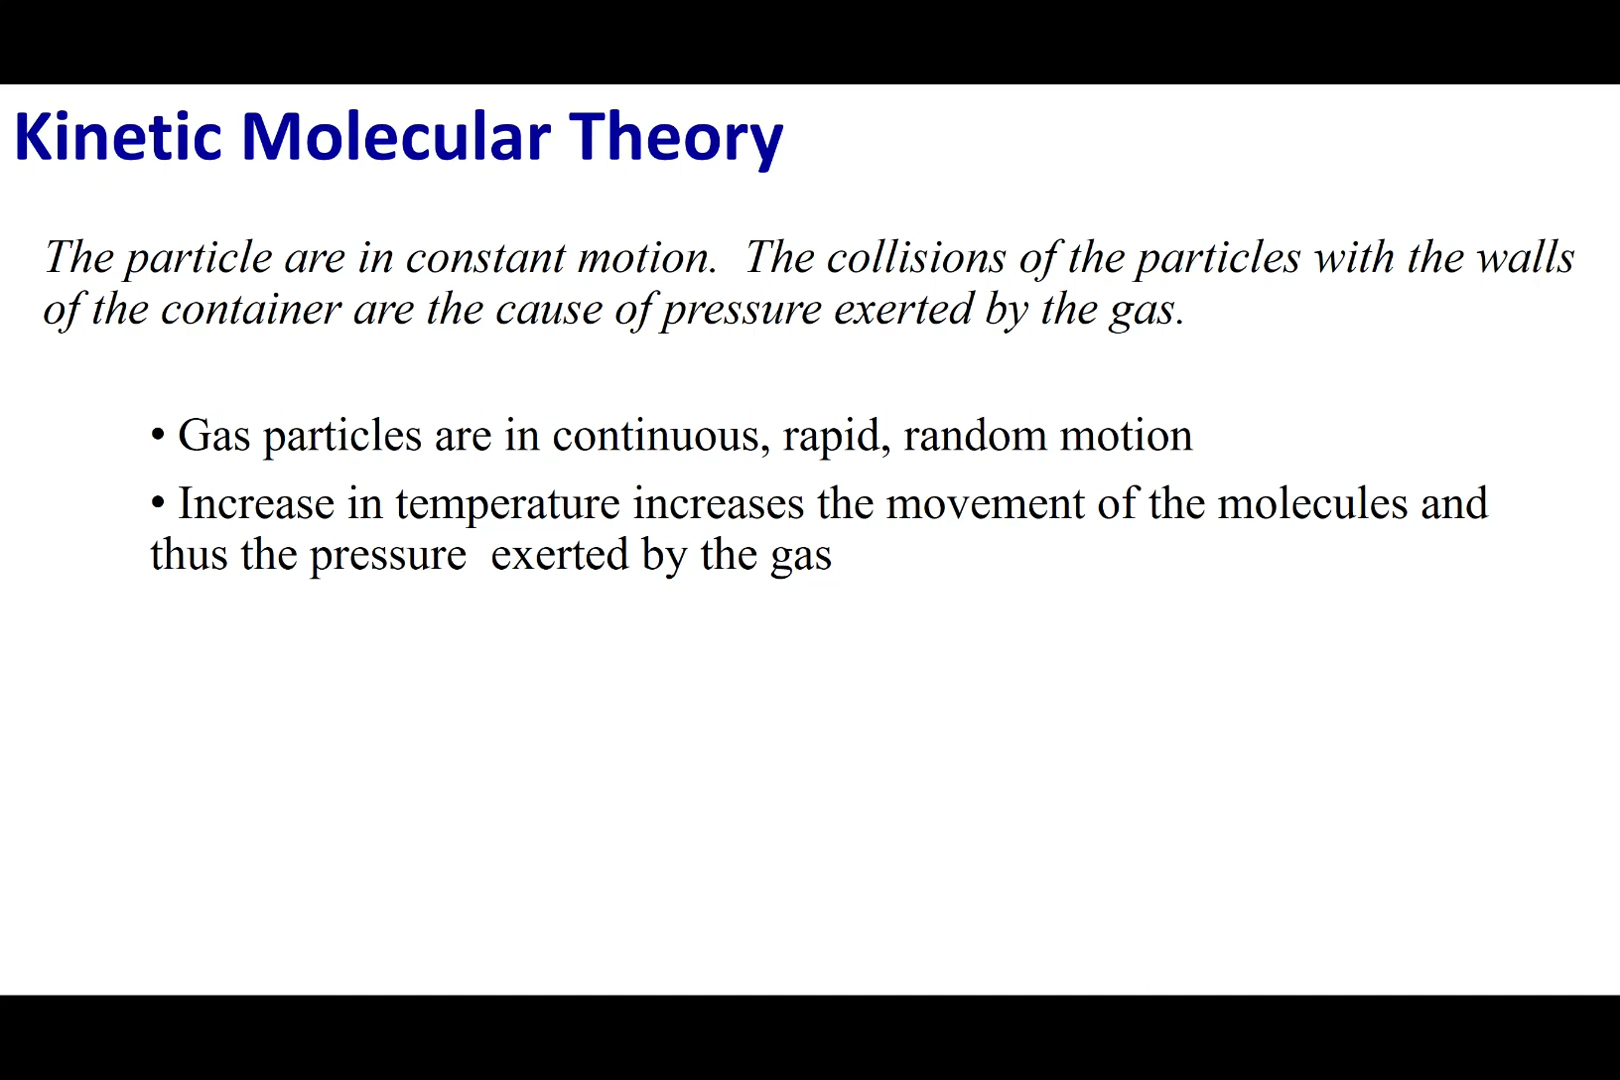 Kinetic Molecular Theory
The particle are in constant motion.  The collisions of the particles with the walls
of the container are the cause of pressure exerted by the gas.
• Gas particles are in continuous, rapid, random motion
• Increase in temperature increases the movement of the molecules and
thus the pressure  exerted by the gas